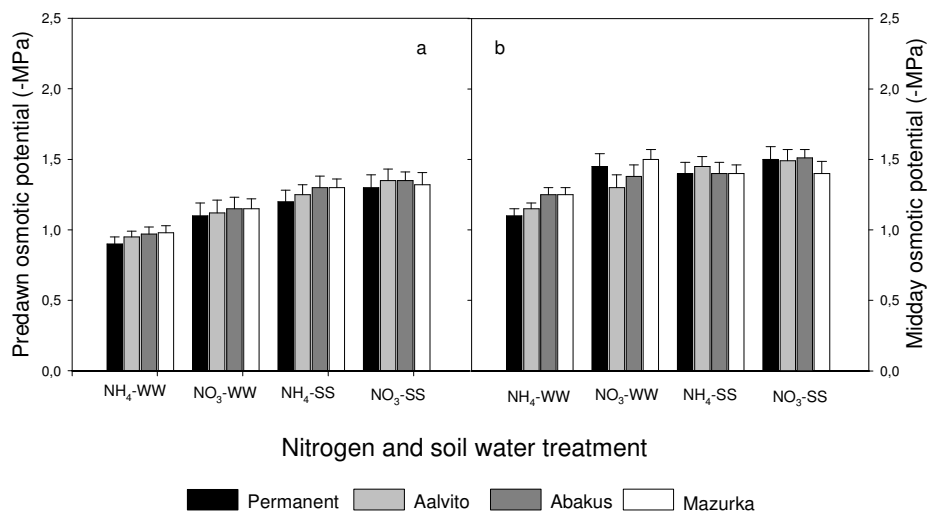 2,5
2,0
1,5
1,0
0,5
0,0
Predawn osmotic potential (-MPa)
a
NH4-WW NO3-WW NH4-SS NO3-SS
b
NH4-WW NO3-WW NH4-SS NO3-SS
2,5
2,0
1,5
1,0
0,5
0,0
Midday osmotic potential (-MPa)
Nitrogen and soil water treatment
Permanent Aalvito Abakus Mazurka